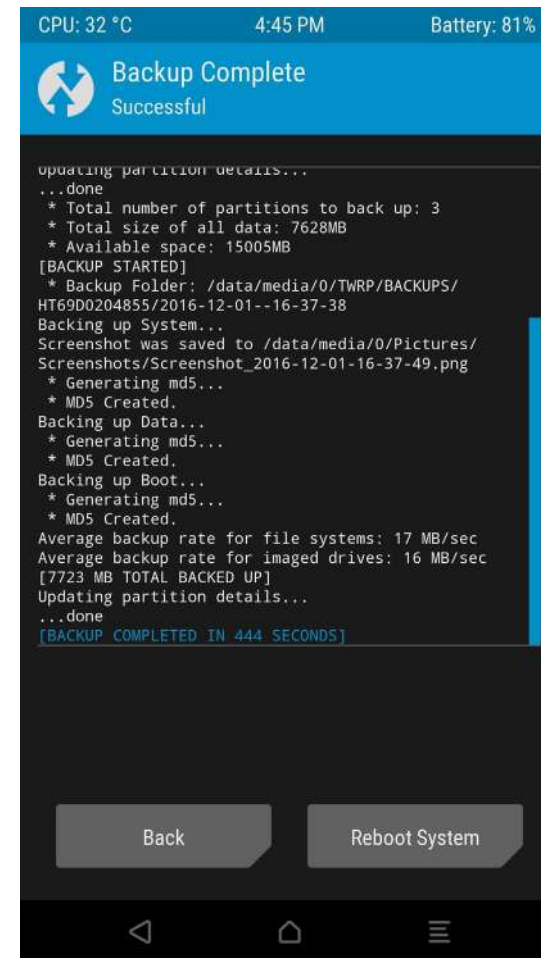 CPU: 32 °C 4:45 PM Battery: 81%
Backup Complete
Successful
Updating partition details...
...done
* Total number of partitions to back up: 3
* Total size of all data: 7628MB
* Available space: 15005MB
[BACKUP STARTED]
* Backup Folder: /data/media/0/TWRP/BACKUPS/
HT69D0204855/2016-12-01--16-37-38
Backing up System...
Screenshot was saved to /data/media/0/Pictures/
Screenshots/Screenshot_2016-12-01-16-37-49.png
* Generating md5...
* MD5 Created.
Backing up Data...
* Generating md5...
* MD5 Created.
Backing up Boot...
* Generating md5...
* MD5 Created.
Average backup rate for file systems: 17 MB/sec
Average backup rate for imaged drives: 16 MB/sec
[7723 MB TOTAL BACKED UP]
Updating partition details...
...done
[BACKUP COMPLETED IN 444 SECONDS]
Back Reboot System